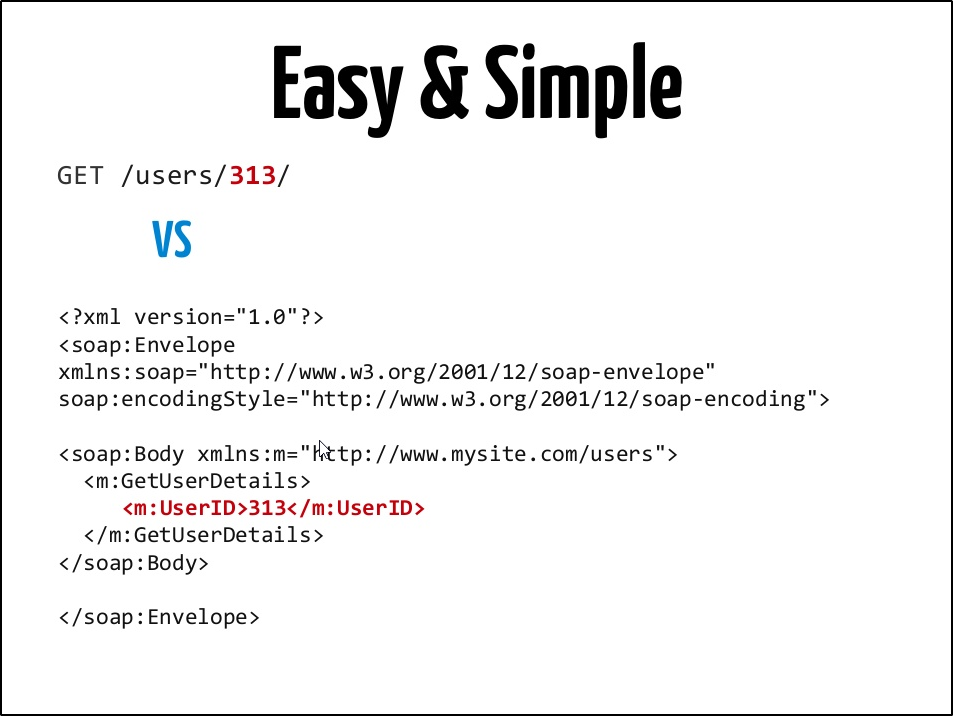 Easy & Simple
GET /users/313/
VS
<?xml version="1.0"?>
<soap:Envelope
xmlns:soap="http://www.w3.org/2001/12/soap-envelope"
soap:encodingStyle="http://www.w3.org/2001/12/soap-encoding">
<soap:Body xmlns:m="http://www.mysite.com/users">
<m:GetUserDetails>
<m:UserID>313</m:UserID>
</m:GetUserDetails>
</soap:Body>
</soap:Envelope>